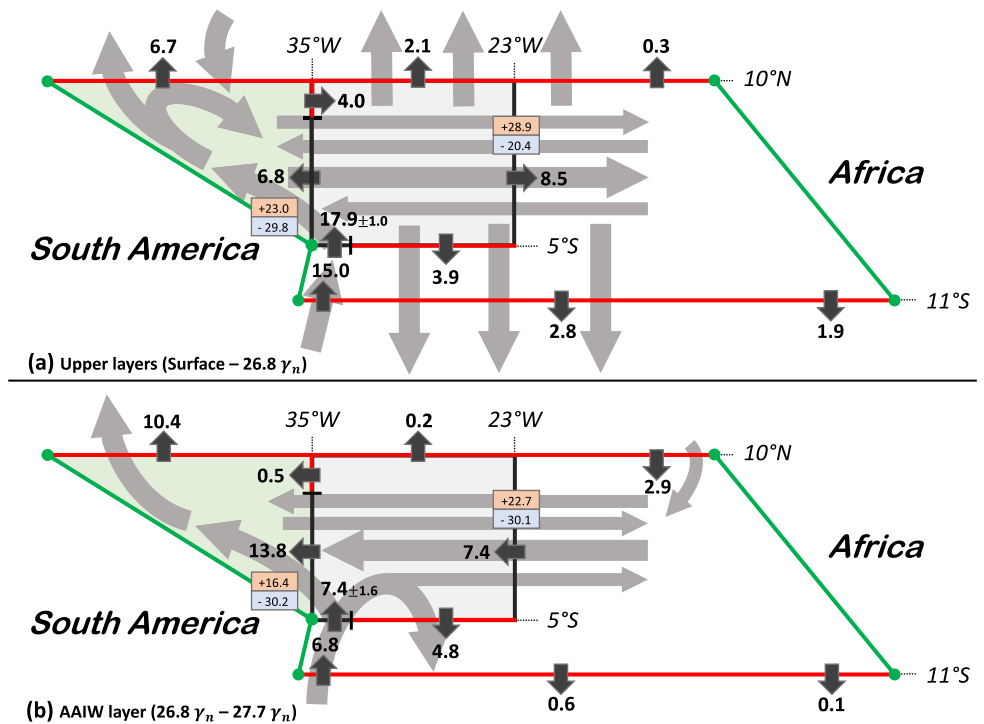 35°W
23°W
6.7
2.1
0.3
10°N
4.0
+28.9
- 20.4
6.8
8.5
Africa
+23.0
- 29.8
17.9±1.0
South America
5°S
15.0
3.9
11°S
2.8
1.9
(a) Upper layers (Surface – 26.8 γn)
10.4
35°W
0.2
23°W
10°N
0.5
2.9
+22.7
- 30.1
13.8
7.4
Africa
+16.4
- 30.2
7.4±1.6
South America
5°S
6.8
4.8
11°S
0.6
0.1
(b) AAIW layer (26.8 γn – 27.7 γn)